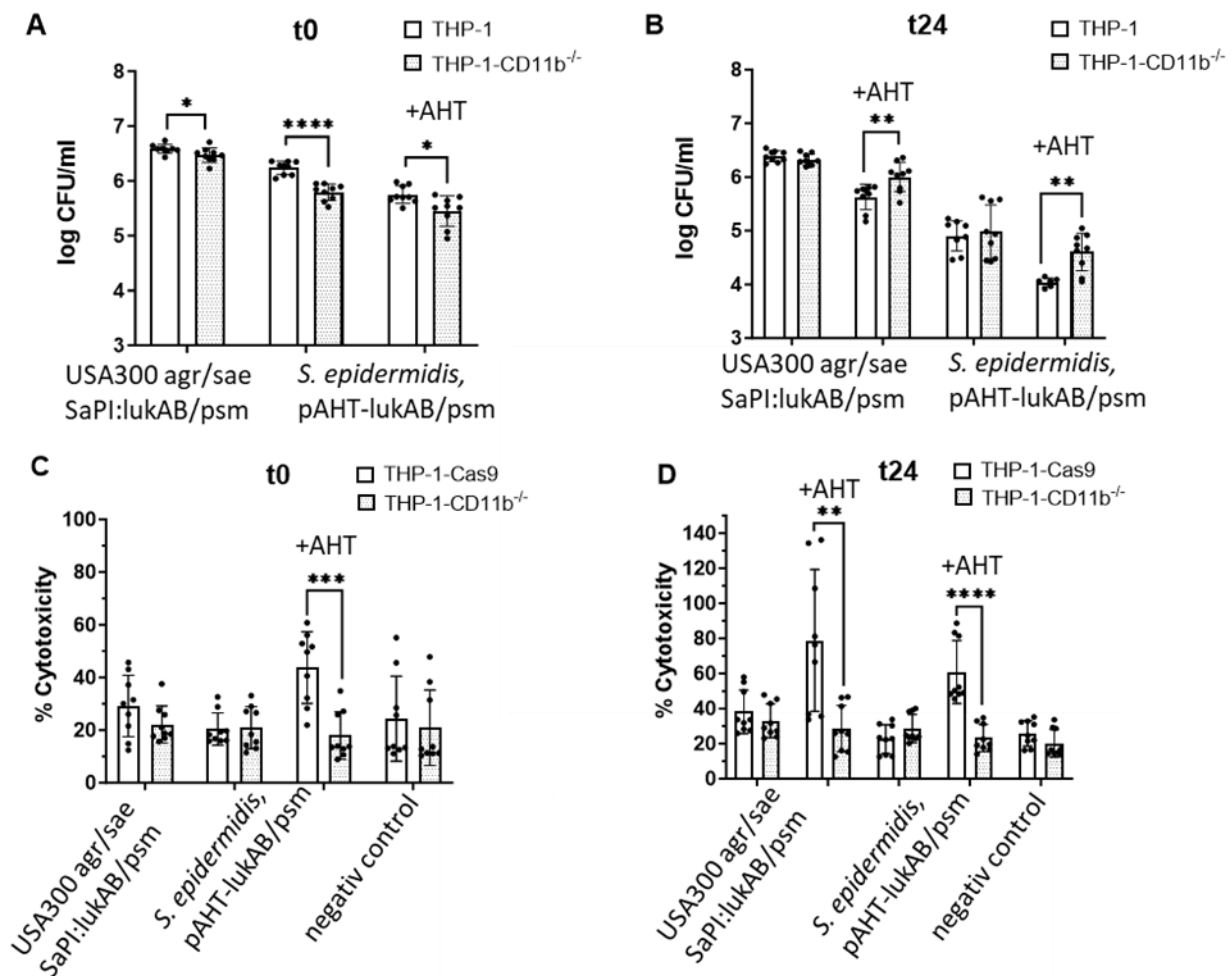 A
t0
THP-1
THP-1-CD11b-/-
+AHT
*
****
*
log CFU/ml
8
7
6
5
4
3
USA300 agr/sae
SaPI:lukAB/psm
S. epidermidis,
pAHT-lukAB/psm
B
t24
THP-1
THP-1-CD11b-/-
+AHT
**
+AHT
**
log CFU/ml
8
7
6
5
4
3
USA300 agr/sae
SaPI:lukAB/psm
S. epidermidis,
pAHT-lukAB/psm
C
t0
THP-1-Cas9
THP-1-CD11b-/-
+AHT
***
% Cytotoxicity
100
80
60
40
20
0
USA300 agr/sae
SaPI:lukAB/psm
S. epidermidis,
pAHT-lukAB/psm
negativ control
D
t24
THP-1-Cas9
THP-1-CD11b-/-
+AHT
**
+AHT
****
% Cytotoxicity
140
120
100
80
60
40
20
0
USA300 agr/sae
SaPI:lukAB/psm
S. epidermidis,
pAHT-lukAB/psm
negativ control